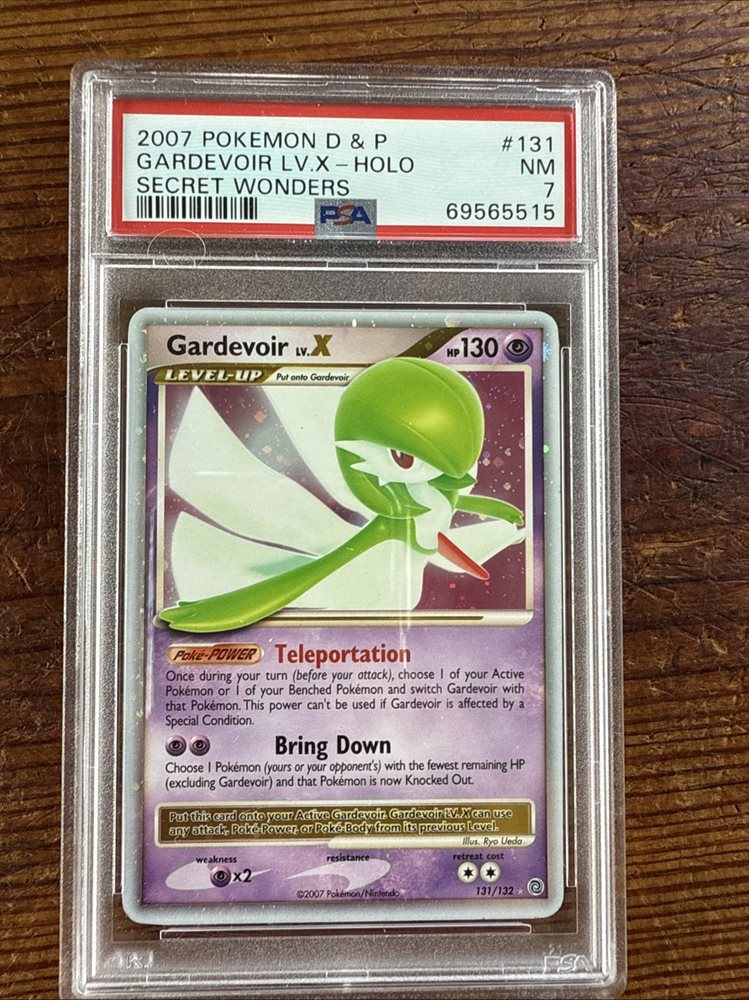 2007 POKEMON D & P #131
GARDEVOIR LV.X - HOLO NM
SECRET WONDERS 7
PSA 69565515
Gardevoir LV.X HP 130
LEVEL-UP Put onto Gardevoir
Poké-POWER Teleportation
Once during your turn (before your attack), choose 1 of your Active
Pokémon or 1 of your Benched Pokémon and switch Gardevoir with
that Pokémon. This power can't be used if Gardevoir is affected by a
Special Condition.
Bring Down
Choose 1 Pokémon (yours or your opponent's) with the fewest remaining HP
(excluding Gardevoir) and that Pokémon is now Knocked Out.
Put this card onto your Active Gardevoir. Gardevoir LV.X can use
any attack, Poké-Power, or Poké-Body from its previous Level.
Illus. Ryo Ueda
weakness resistance retreat cost
x2
©2007 Pokémon/Nintendo 131/132
PSA